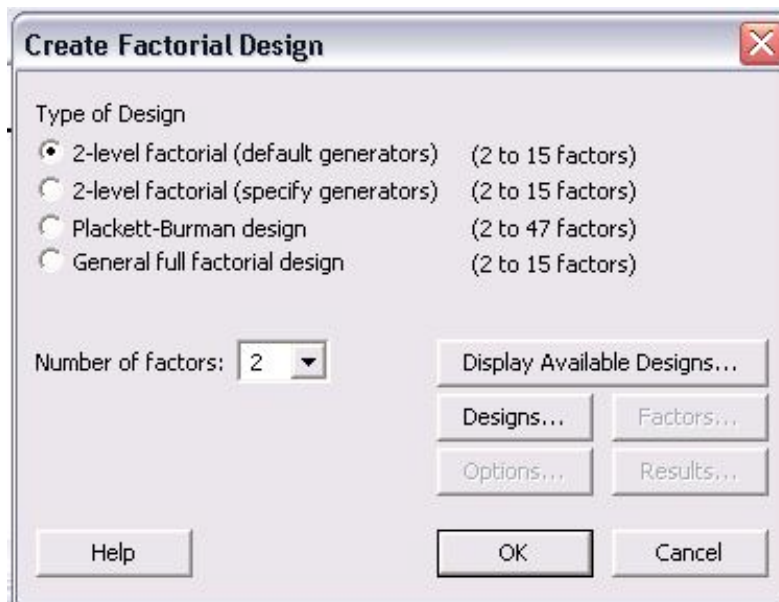 Create Factorial Design
Type of Design
2-level factorial (default generators) (2 to 15 factors)
2-level factorial (specify generators) (2 to 15 factors)
Plackett-Burman design (2 to 47 factors)
General full factorial design (2 to 15 factors)
Number of factors: 2 Display Available Designs...
Designs... Factors...
Options... Results...
Help OK Cancel